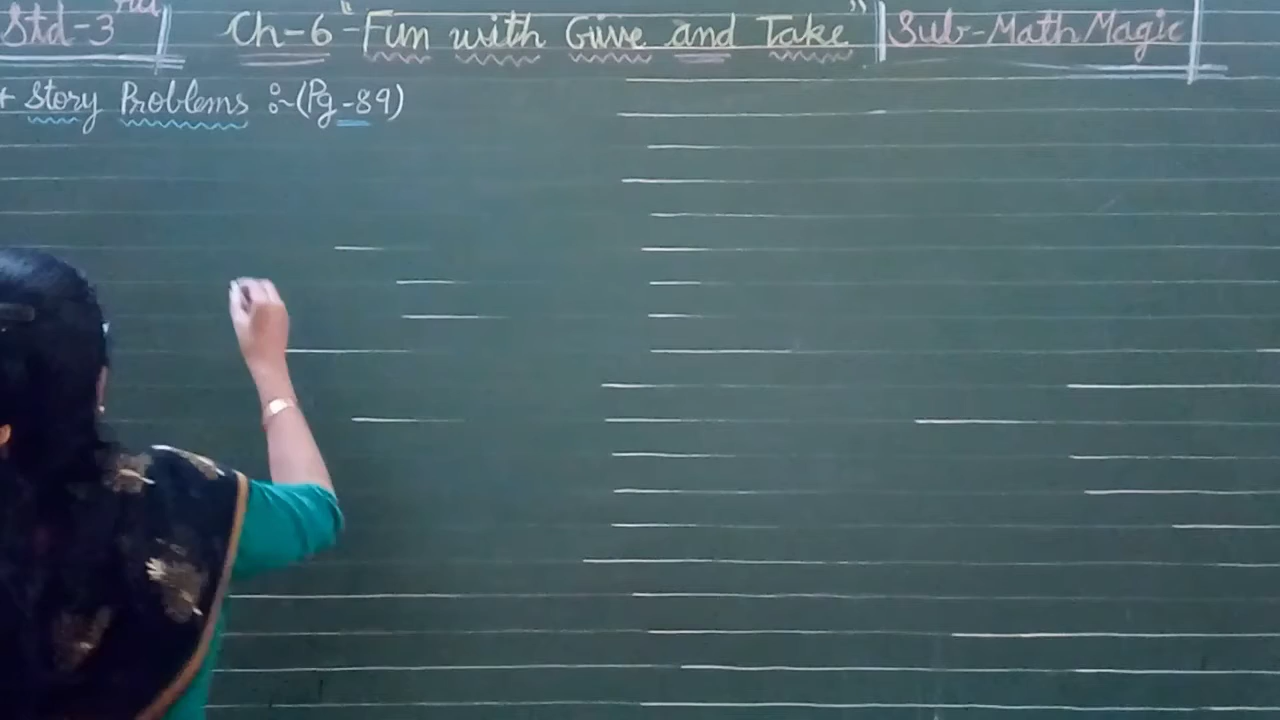 Std-3rd Ch-6 "Fun with Give and Take" Sub-Math Magic
+ Story Problems :~(Pg-89)